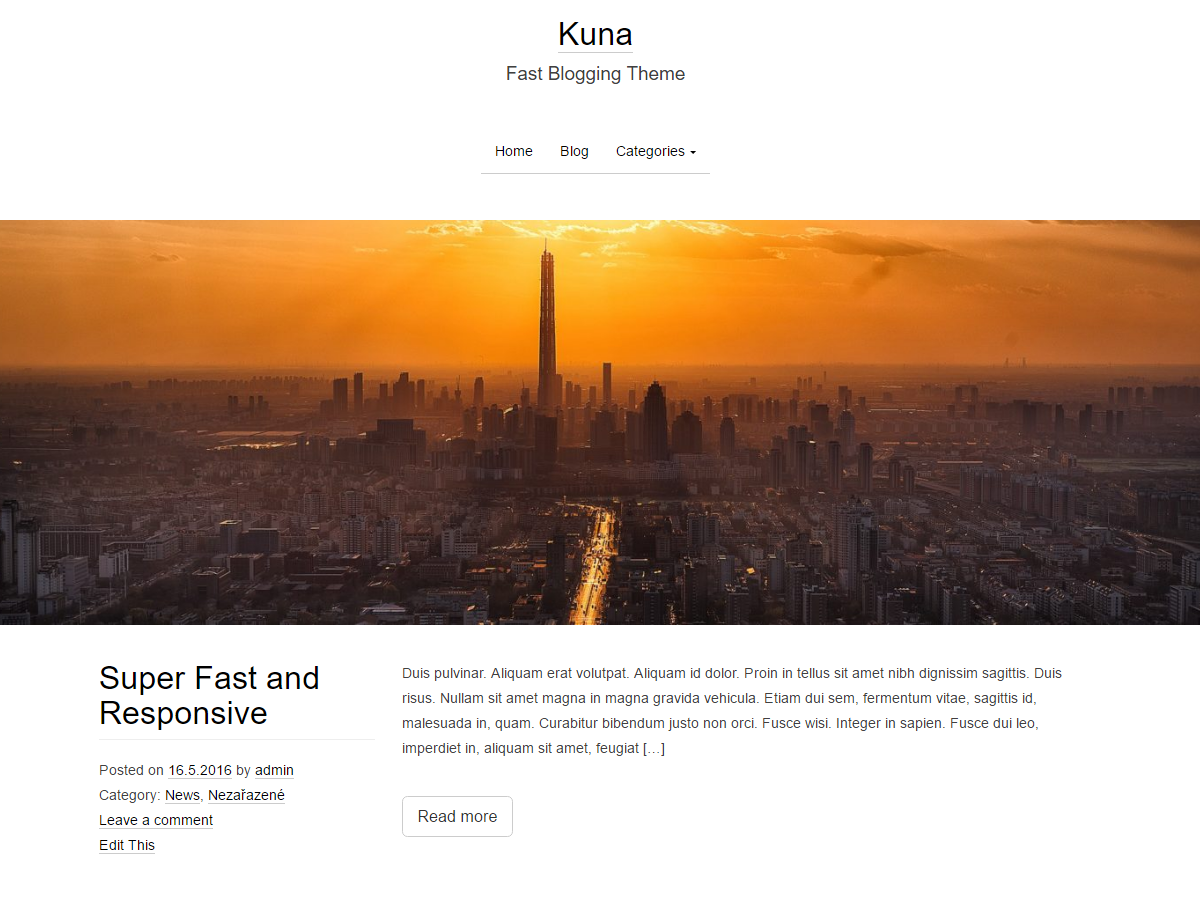 Kuna
Fast Blogging Theme
Home Blog Categories
Super Fast and
Responsive
Posted on 16.5.2016 by admin
Category: News, Nezařazené
Leave a comment
Edit This
Duis pulvinar. Aliquam erat volutpat. Aliquam id dolor. Proin in tellus sit amet nibh dignissim sagittis. Duis
risus. Nullam sit amet magna in magna gravida vehicula. Etiam dui sem, fermentum vitae, sagittis id,
malesuada in, quam. Curabitur bibendum justo non orci. Fusce wisi. Integer in sapien. Fusce dui leo,
imperdiet in, aliquam sit amet, feugiat […]
Read more